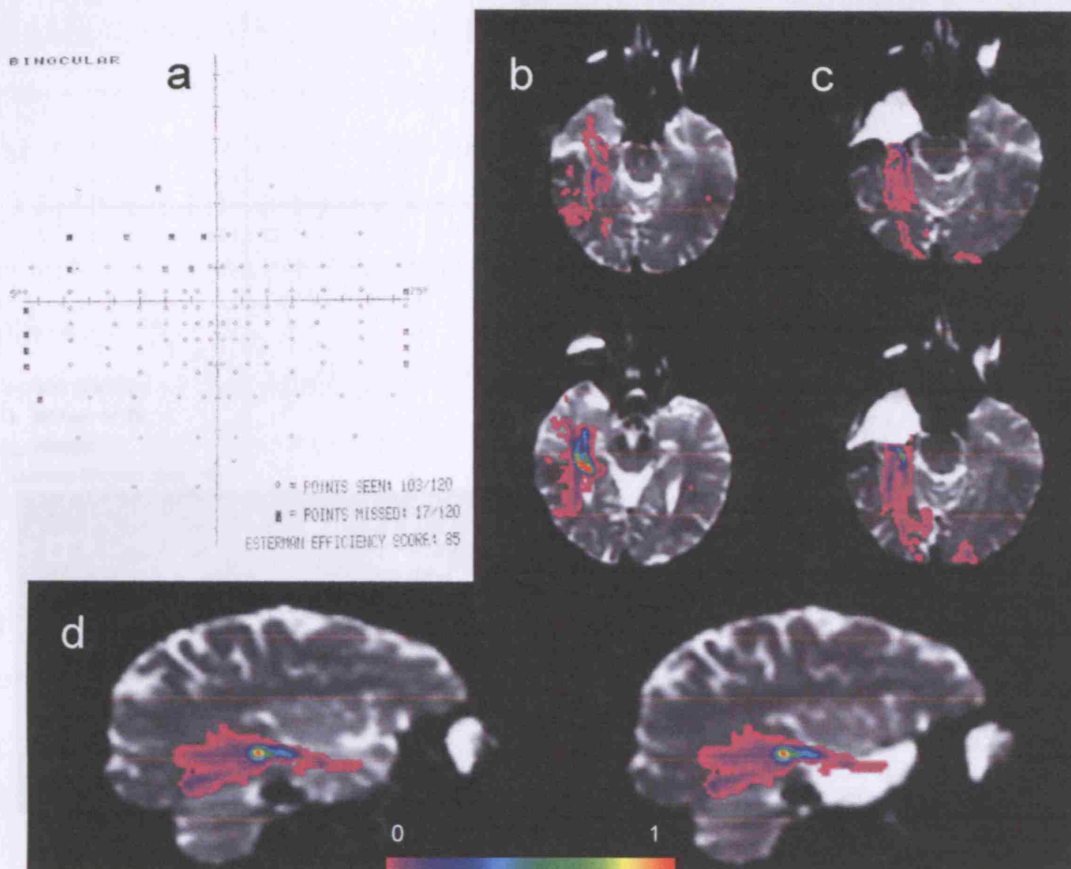 BINOCULAR
a
b
c
75°
o = POINTS SEEN: 103/120
■ = POINTS MISSED: 17/120
ESTERMAN EFFICIENCY SCORE: 85
d
0 1